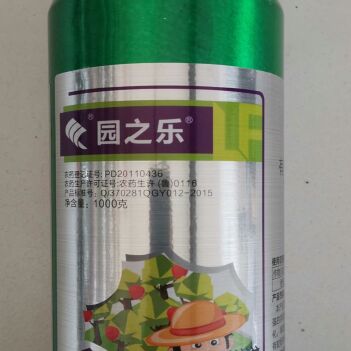 园之乐®
农药登记证号: PD20110436
农药生产许可证号:农药生许 (鲁)0116
产品标准号: Q/370281QGY012-2015
净含量: 1000克